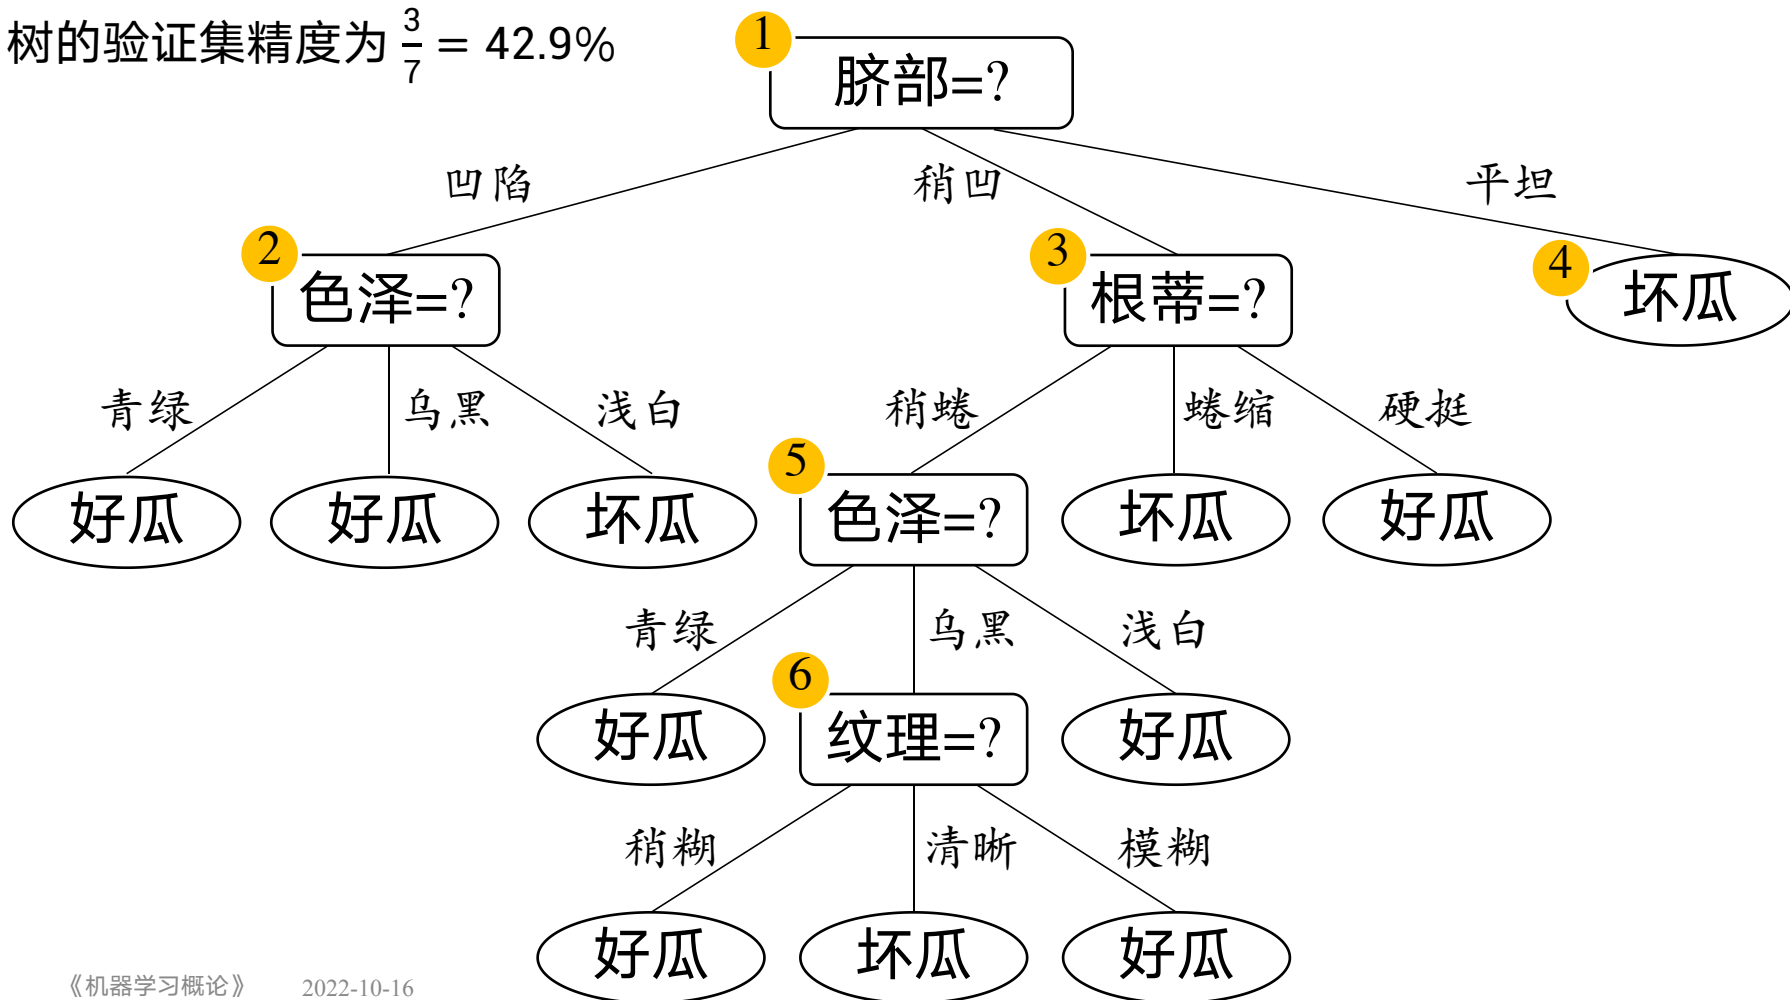 树的验证集精度为 3/7 = 42.9%
1
脐部=?
凹陷
稍凹
平坦
2
色泽=?
3
根蒂=?
4
坏瓜
青绿
乌黑
浅白
稍蜷
蜷缩
硬挺
好瓜
好瓜
坏瓜
5
色泽=?
坏瓜
好瓜
青绿
乌黑
浅白
好瓜
6
纹理=?
好瓜
稍糊
清晰
模糊
好瓜
坏瓜
好瓜
《机器学习概论》 2022-10-16